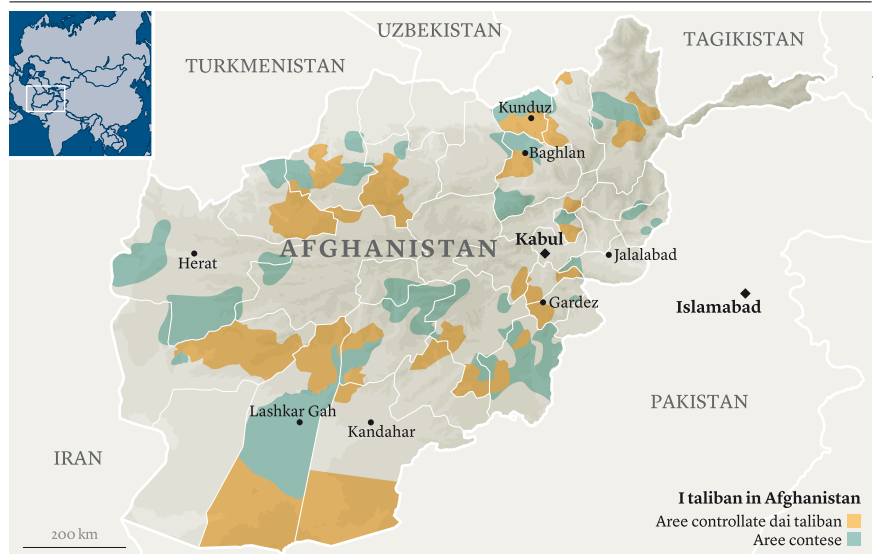 UZBEKISTAN
TAGIKISTAN
TURKMENISTAN
Kunduz
Baghlan
AFGHANISTAN
Kabul
Jalalabad
Herat
Gardez
Islamabad
Lashkar Gah
Kandahar
PAKISTAN
IRAN
I taliban in Afghanistan
Aree controllate dai taliban
Aree contese
200 km